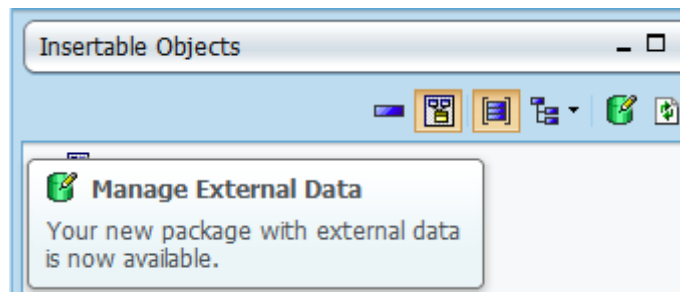 Insertable Objects
Manage External Data
Your new package with external data
is now available.